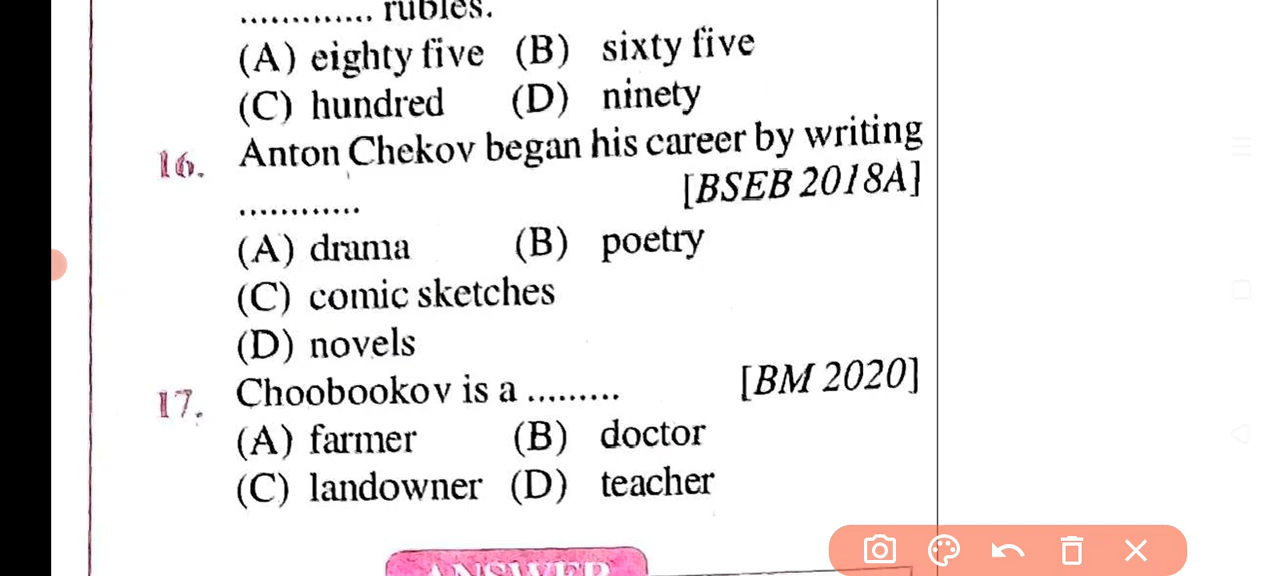 ............. rubles.
(A) eighty five (B) sixty five
(C) hundred (D) ninety
16. Anton Chekov began his career by writing
............ [BSEB 2018A]
(A) drama (B) poetry
(C) comic sketches
(D) novels
17. Choobookov is a ......... [BM 2020]
(A) farmer (B) doctor
(C) landowner (D) teacher
ANSWER